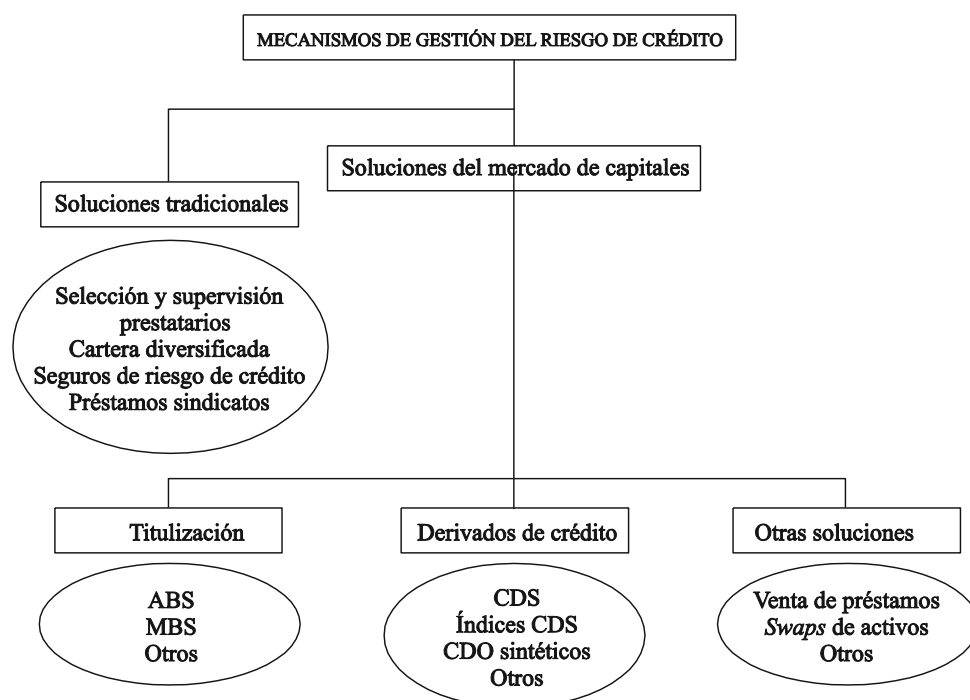 MECANISMOS DE GESTIÓN DEL RIESGO DE CRÉDITO
Soluciones del mercado de capitales
Soluciones tradicionales
Selección y supervisión
prestatarios
Cartera diversificada
Seguros de riesgo de crédito
Préstamos sindicatos
Titulización
ABS
MBS
Otros
Derivados de crédito
CDS
Índices CDS
CDO sintéticos
Otros
Otras soluciones
Venta de préstamos
Swaps de activos
Otros